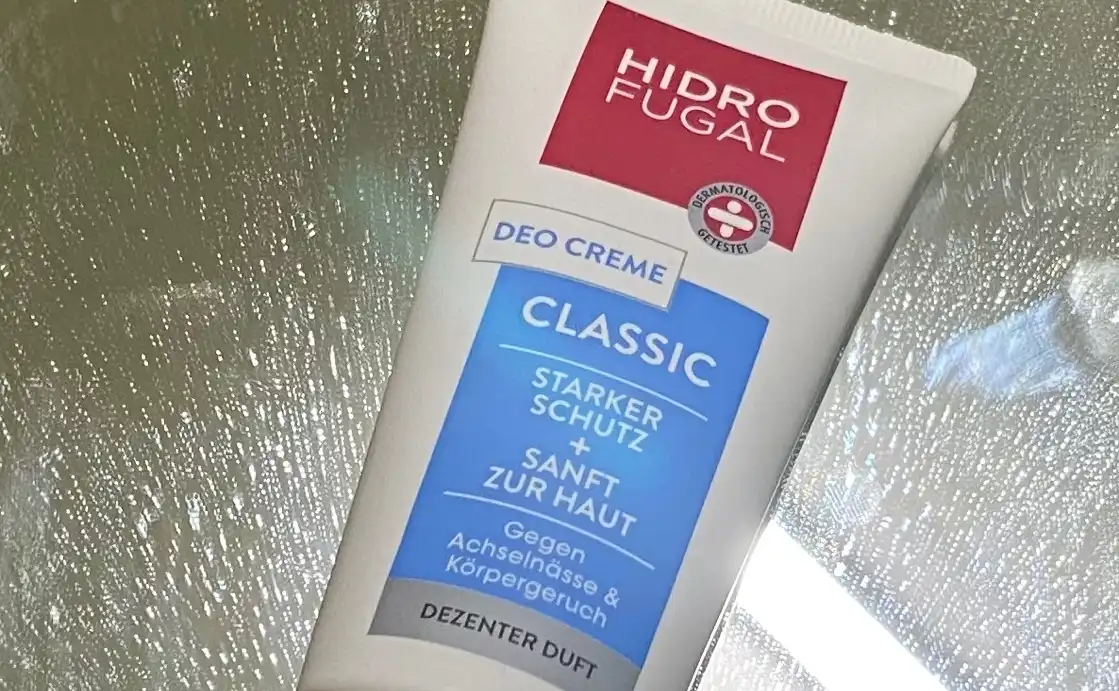 HIDRO
FUGAL
DERMATOLOGISCH
GETESTET
DEO CREME
CLASSIC
STARKER
SCHUTZ
+
SANFT
ZUR HAUT
Gegen
Achselnässe &
Körpergeruch
DEZENTER DUFT